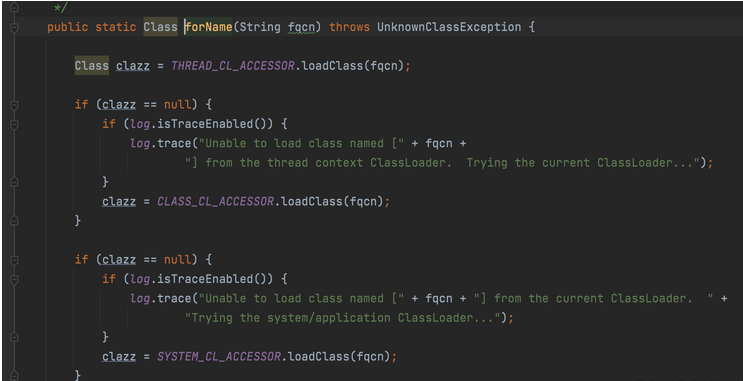 */
public static Class forName(String fqcn) throws UnknownClassException {
Class clazz = THREAD_CL_ACCESSOR.loadClass(fqcn);
if (clazz == null) {
if (log.isTraceEnabled()) {
log.trace("Unable to load class named [" + fqcn +
"] from the thread context ClassLoader.  Trying the current ClassLoader...");
}
clazz = CLASS_CL_ACCESSOR.loadClass(fqcn);
}
if (clazz == null) {
if (log.isTraceEnabled()) {
log.trace("Unable to load class named [" + fqcn + "] from the current ClassLoader.  " +
"Trying the system/application ClassLoader...");
}
clazz = SYSTEM_CL_ACCESSOR.loadClass(fqcn);
}